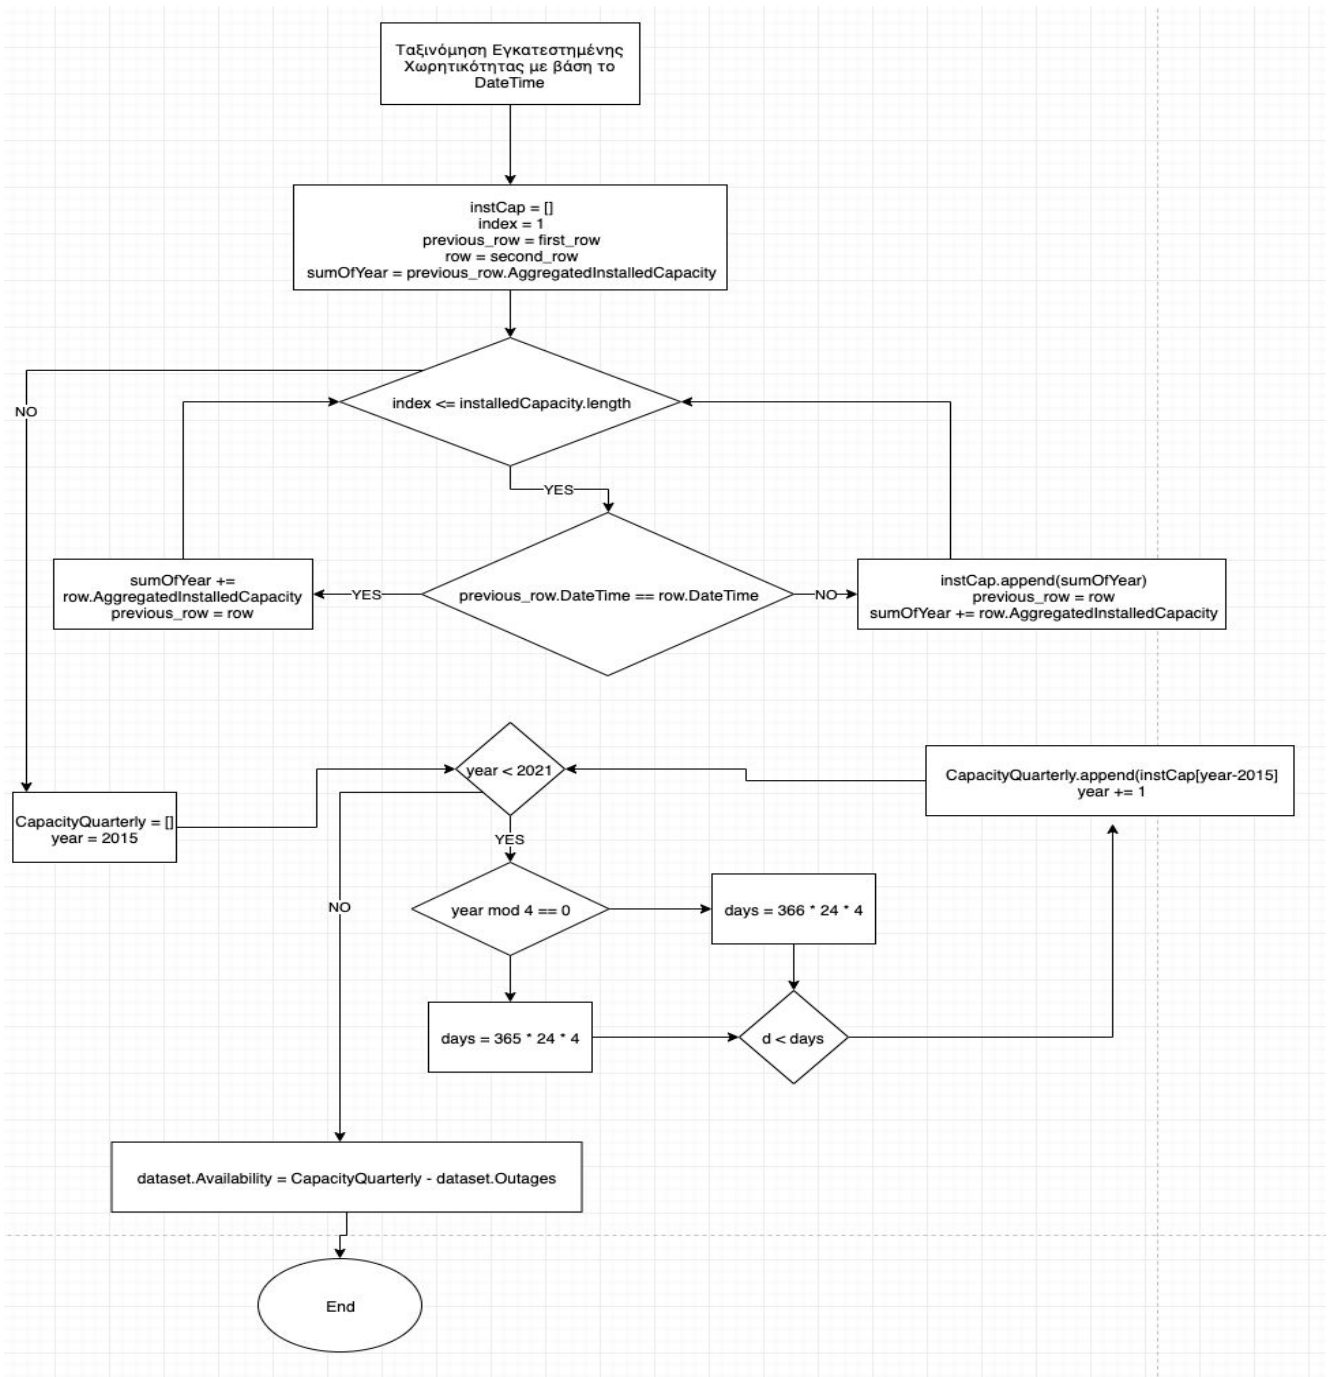 Ταξινόμηση Εγκατεστημένης
Χωρητικότητας με βάση το
DateTime
instCap = []
index = 1
previous_row = first_row
row = second_row
sumOfYear = previous_row.AggregatedInstalledCapacity
index <= installedCapacity.length
NO
YES
sumOfYear +=
row.AggregatedInstalledCapacity
previous_row = row
YES
previous_row.DateTime == row.DateTime
NO
instCap.append(sumOfYear)
previous_row = row
sumOfYear += row.AggregatedInstalledCapacity
CapacityQuarterly = []
year = 2015
year < 2021
CapacityQuarterly.append(instCap[year-2015]
year += 1
YES
NO
year mod 4 == 0
days = 366 * 24 * 4
days = 365 * 24 * 4
d < days
dataset.Availability = CapacityQuarterly - dataset.Outages
End